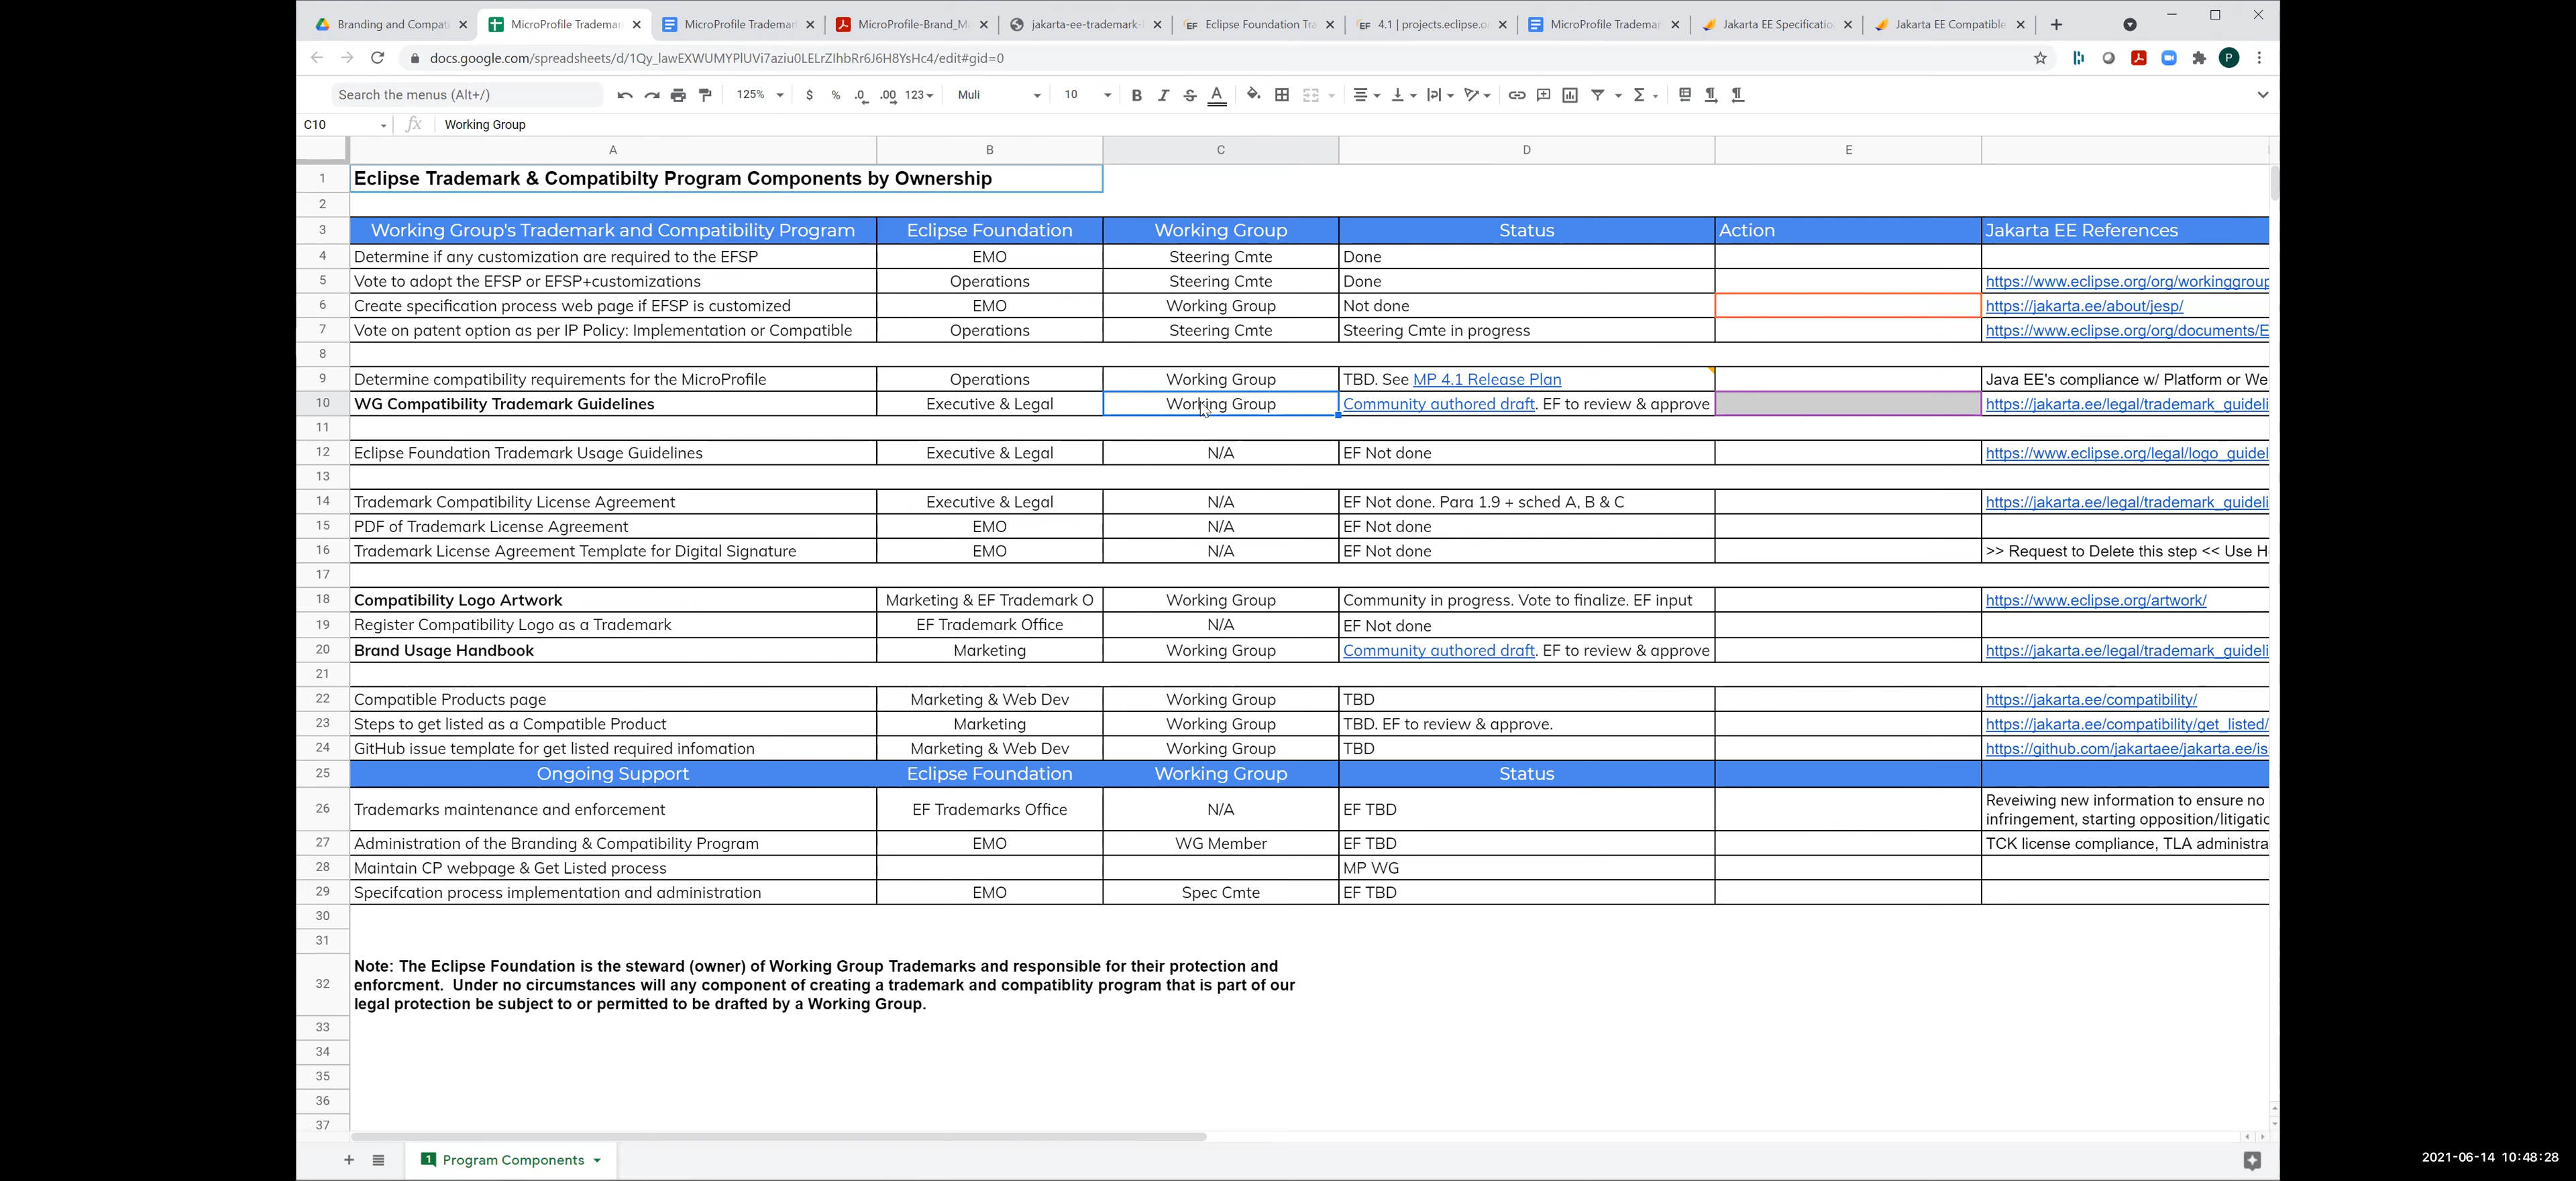 Branding and Compati MicroProfile Trademar MicroProfile Trademar MicroProfile-Brand_Ma jakarta-ee-trademark- Eclipse Foundation Tra 4.1 | projects.eclipse.o MicroProfile Trademar Jakarta EE Specificatio Jakarta EE Compatible
docs.google.com/spreadsheets/d/1Qy_lawEXWUMYPlUVi7aziu0LELrZIhbRr6J6H8YsHc4/edit#gid=0
Search the menus (Alt+/) 125% $ % .0 .00 123 Muli 10 B I S A
C10 fx Working Group
A B C D E
1 Eclipse Trademark & Compatibilty Program Components by Ownership
2
3 Working Group's Trademark and Compatibility Program Eclipse Foundation Working Group Status Action Jakarta EE References
4 Determine if any customization are required to the EFSP EMO Steering Cmte Done
5 Vote to adopt the EFSP or EFSP+customizations Operations Steering Cmte Done https://www.eclipse.org/org/workinggroup
6 Create specification process web page if EFSP is customized EMO Working Group Not done https://jakarta.ee/about/jesp/
7 Vote on patent option as per IP Policy: Implementation or Compatible Operations Steering Cmte Steering Cmte in progress https://www.eclipse.org/org/documents/E
8
9 Determine compatibility requirements for the MicroProfile Operations Working Group TBD. See MP 4.1 Release Plan Java EE's compliance w/ Platform or We
10 WG Compatibility Trademark Guidelines Executive & Legal Working Group Community authored draft. EF to review & approve https://jakarta.ee/legal/trademark_guideli
11
12 Eclipse Foundation Trademark Usage Guidelines Executive & Legal N/A EF Not done https://www.eclipse.org/legal/logo_guidel
13
14 Trademark Compatibility License Agreement Executive & Legal N/A EF Not done. Para 1.9 + sched A, B & C https://jakarta.ee/legal/trademark_guideli
15 PDF of Trademark License Agreement EMO N/A EF Not done
16 Trademark License Agreement Template for Digital Signature EMO N/A EF Not done >> Request to Delete this step << Use H
17
18 Compatibility Logo Artwork Marketing & EF Trademark O Working Group Community in progress. Vote to finalize. EF input https://www.eclipse.org/artwork/
19 Register Compatibility Logo as a Trademark EF Trademark Office N/A EF Not done
20 Brand Usage Handbook Marketing Working Group Community authored draft. EF to review & approve https://jakarta.ee/legal/trademark_guideli
21
22 Compatible Products page Marketing & Web Dev Working Group TBD https://jakarta.ee/compatibility/
23 Steps to get listed as a Compatible Product Marketing Working Group TBD. EF to review & approve. https://jakarta.ee/compatibility/get_listed/
24 GitHub issue template for get listed required infomation Marketing & Web Dev Working Group TBD https://github.com/jakartaee/jakarta.ee/is
25 Ongoing Support Eclipse Foundation Working Group Status
26 Trademarks maintenance and enforcement EF Trademarks Office N/A EF TBD Reveiwing new information to ensure no
infringement, starting opposition/litigatio
27 Administration of the Branding & Compatibility Program EMO WG Member EF TBD TCK license compliance, TLA administra
28 Maintain CP webpage & Get Listed process MP WG
29 Specifcation process implementation and administration EMO Spec Cmte EF TBD
30
31
32 Note: The Eclipse Foundation is the steward (owner) of Working Group Trademarks and responsible for their protection and
enforcment. Under no circumstances will any component of creating a trademark and compatiblity program that is part of our
legal protection be subject to or permitted to be drafted by a Working Group.
33
34
35
36
37
1 Program Components
2021-06-14 10:48:28